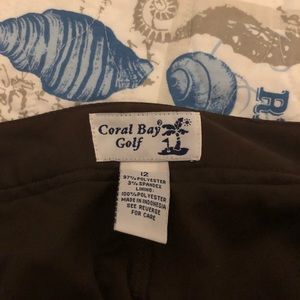 R
Coral Bay®
Golf
12
97% POLYESTER
3% SPANDEX
LINING:
100% POLYESTER
MADE IN INDONESIA
SEE REVERSE
FOR CARE